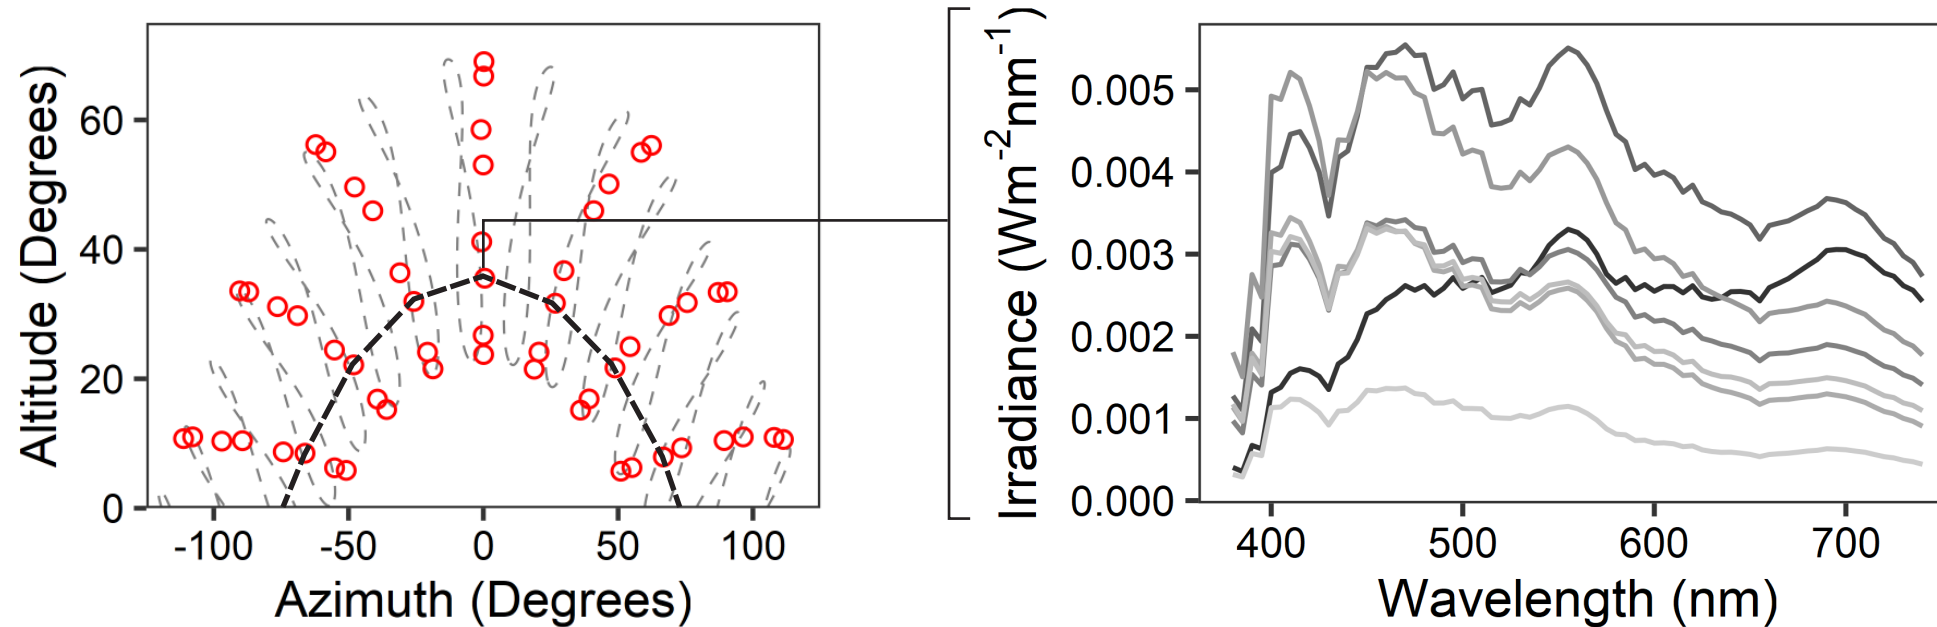 Altitude (Degrees)
60
40
20
0
-100 -50 0 50 100
Azimuth (Degrees)
Irradiance (Wm⁻²nm⁻¹)
0.005
0.004
0.003
0.002
0.001
0.000
400 500 600 700
Wavelength (nm)